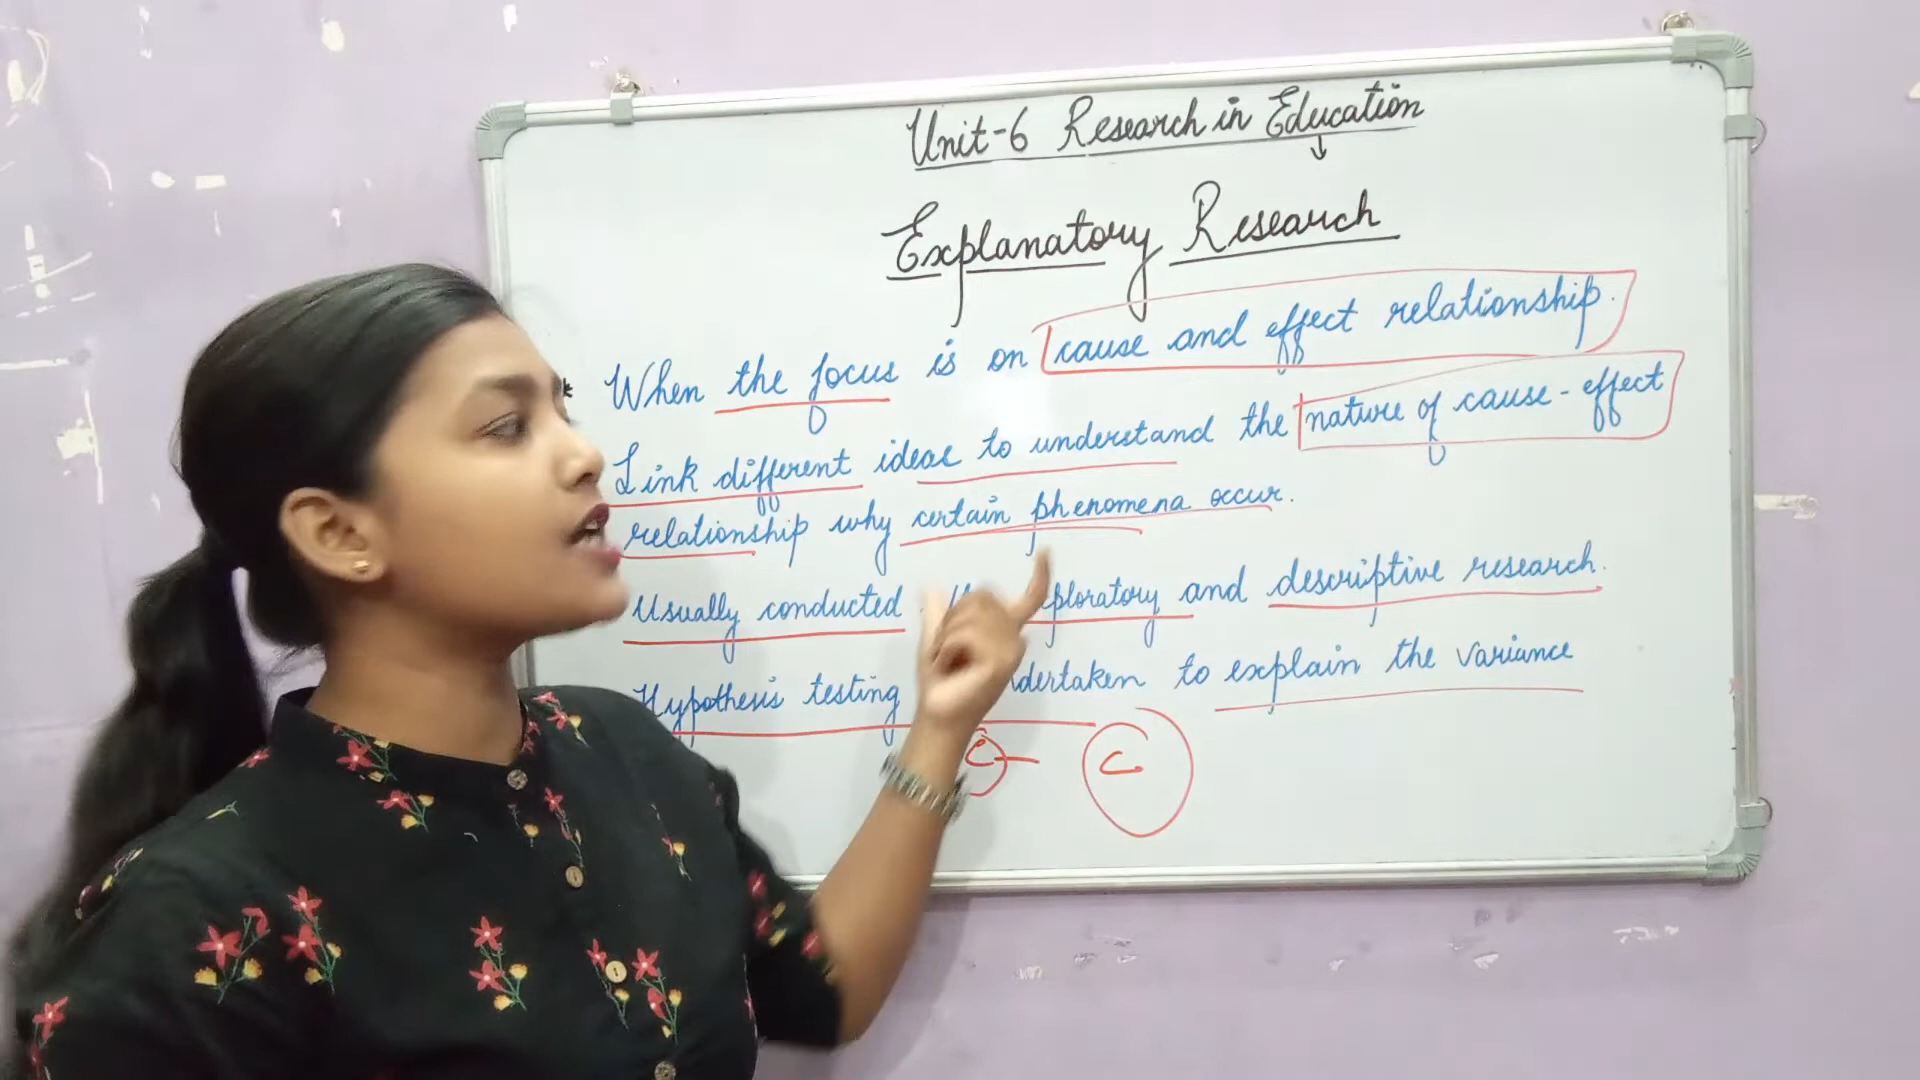 Unit-6 Research in Education
Explanatory Research
* When the focus is on cause and effect relationship.
Link different ideas to understand the nature of cause-effect
relationship why certain phenomena occur.
Usually conducted and descriptive research.
Hypothesis testing to explain the variance
C